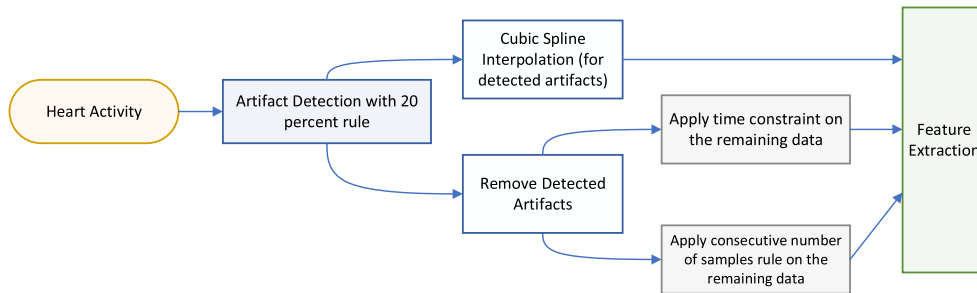 Heart Activity
Artifact Detection with 20
percent rule
Cubic Spline
Interpolation (for
detected artifacts)
Remove Detected
Artifacts
Apply time constraint on
the remaining data
Apply consecutive number
of samples rule on the
remaining data
Feature
Extraction